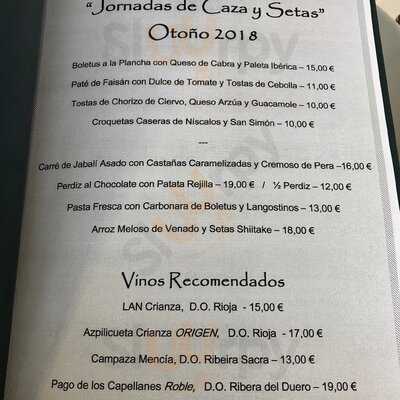 “Jornadas de Caza y Setas”
Otoño 2018
Boletus a la Plancha con Queso de Cabra y Paleta Ibérica – 15,00 €
Paté de Faisán con Dulce de Tomate y Tostas de Cebolla – 11,00 €
Tostas de Chorizo de Ciervo, Queso Arzúa y Guacamole – 10,00 €
Croquetas Caseras de Níscalos y San Simón – 10,00 €
---
Carré de Jabalí Asado con Castañas Caramelizadas y Cremoso de Pera –16,00 €
Perdiz al Chocolate con Patata Rejilla – 19,00 € / ½ Perdiz – 12,00 €
Pasta Fresca con Carbonara de Boletus y Langostinos – 13,00 €
Arroz Meloso de Venado y Setas Shiitake – 18,00 €
Vinos Recomendados
LAN Crianza, D.O. Rioja - 15,00 €
Azpilicueta Crianza ORIGEN, D.O. Rioja - 17,00 €
Campaza Mencía, D.O. Ribeira Sacra – 13,00 €
Pago de los Capellanes Roble, D.O. Ribera del Duero – 19,00 €